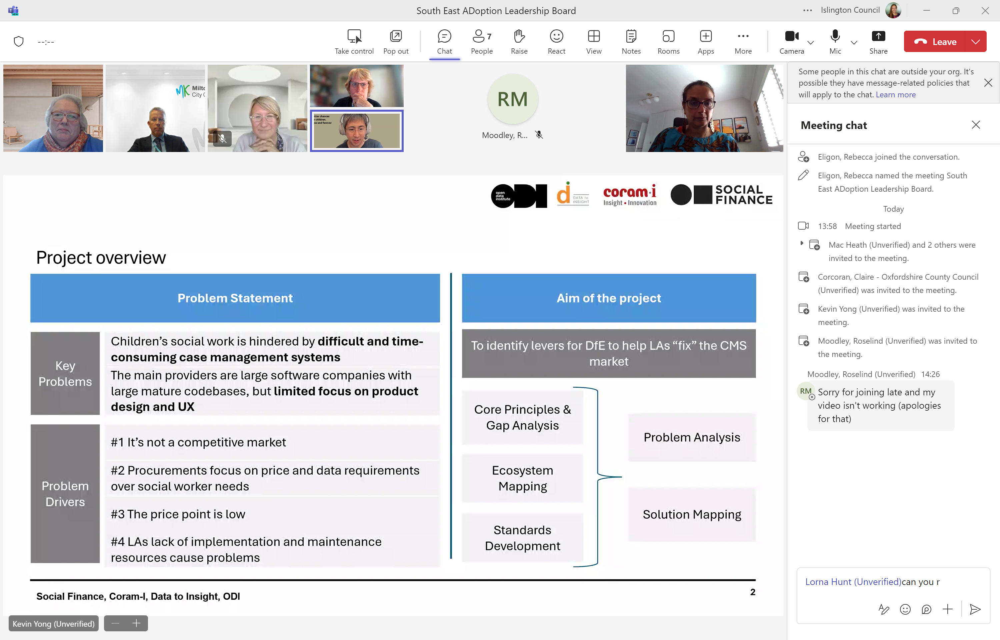 South East ADoption Leadership Board
Islington Council
NEW
--:--
Take control
Pop out
Chat
People
7
Raise
React
View
Notes
Rooms
Apps
More
Camera
Mic
Share
Leave
MK
City
tter chances
r children.
ow and forever
RM
Moodley, R...
open
data
institute
ODI
d
DATA to
INSIGHT
coram·i
Insight • Innovation
SOCIAL
FINANCE
Project overview
Problem Statement
Key
Problems
Children’s social work is hindered by difficult and time-
consuming case management systems
The main providers are large software companies with
large mature codebases, but limited focus on product
design and UX
Problem
Drivers
#1 It’s not a competitive market
#2 Procurements focus on price and data requirements
over social worker needs
#3 The price point is low
#4 LAs lack of implementation and maintenance
resources cause problems
Aim of the project
To identify levers for DfE to help LAs “fix” the CMS
market
Core Principles &
Gap Analysis
Ecosystem
Mapping
Standards
Development
Problem Analysis
Solution Mapping
Social Finance, Coram-I, Data to Insight, ODI
2
Kevin Yong (Unverified)
Some people in this chat are outside your org. It's
possible they have message-related policies that
will apply to the chat. Learn more
Meeting chat
Eligon, Rebecca joined the conversation.
Eligon, Rebecca named the meeting South
East ADoption Leadership Board.
Today
13:58 Meeting started
Mac Heath (Unverified) and 2 others were
invited to the meeting.
Corcoran, Claire - Oxfordshire County Council
(Unverified) was invited to the meeting.
Kevin Yong (Unverified) was invited to the
meeting.
Moodley, Roselind (Unverified) was invited to
the meeting.
Moodley, Roselind (Unverified) 14:26
RM
Sorry for joining late and my
video isn't working (apologies
for that)
Lorna Hunt (Unverified)can you r